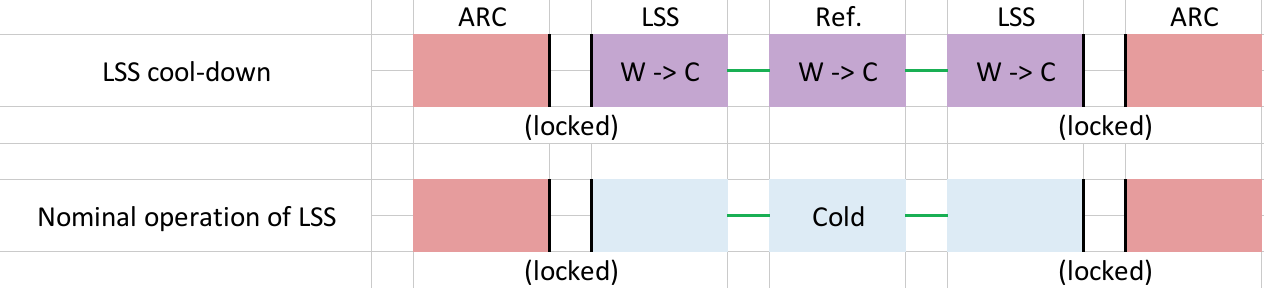 ARC LSS Ref. LSS ARC
LSS cool-down W -> C W -> C W -> C
(locked) (locked)
Nominal operation of LSS Cold
(locked) (locked)